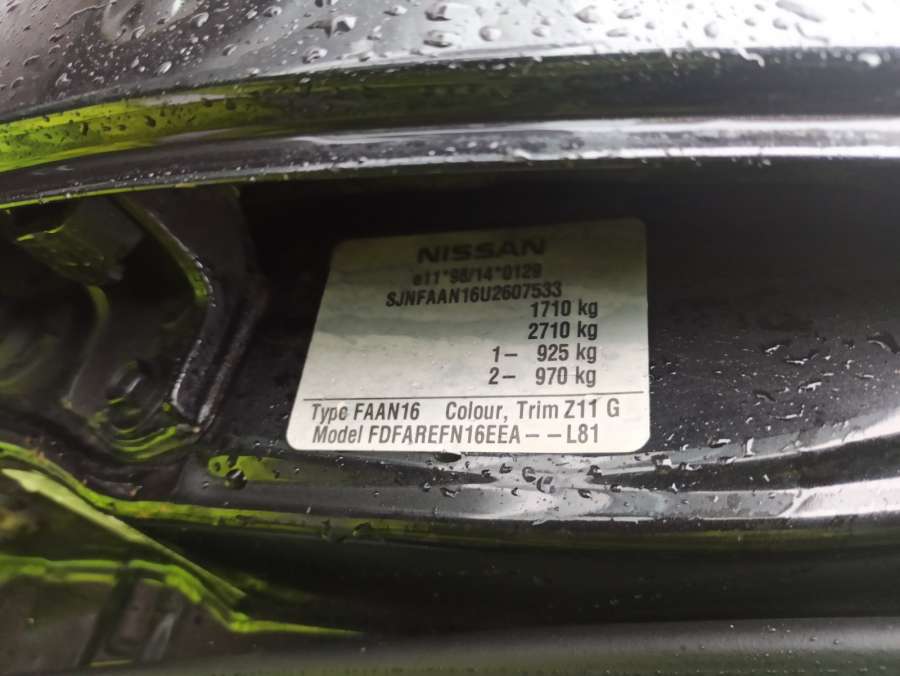 NISSAN
e11*98/14*0129
SJNFAAN16U2607533
1710 kg
2710 kg
1– 925 kg
2– 970 kg
Type FAAN16 Colour, Trim Z11 G
Model FDFAREFN16EEA – – L81